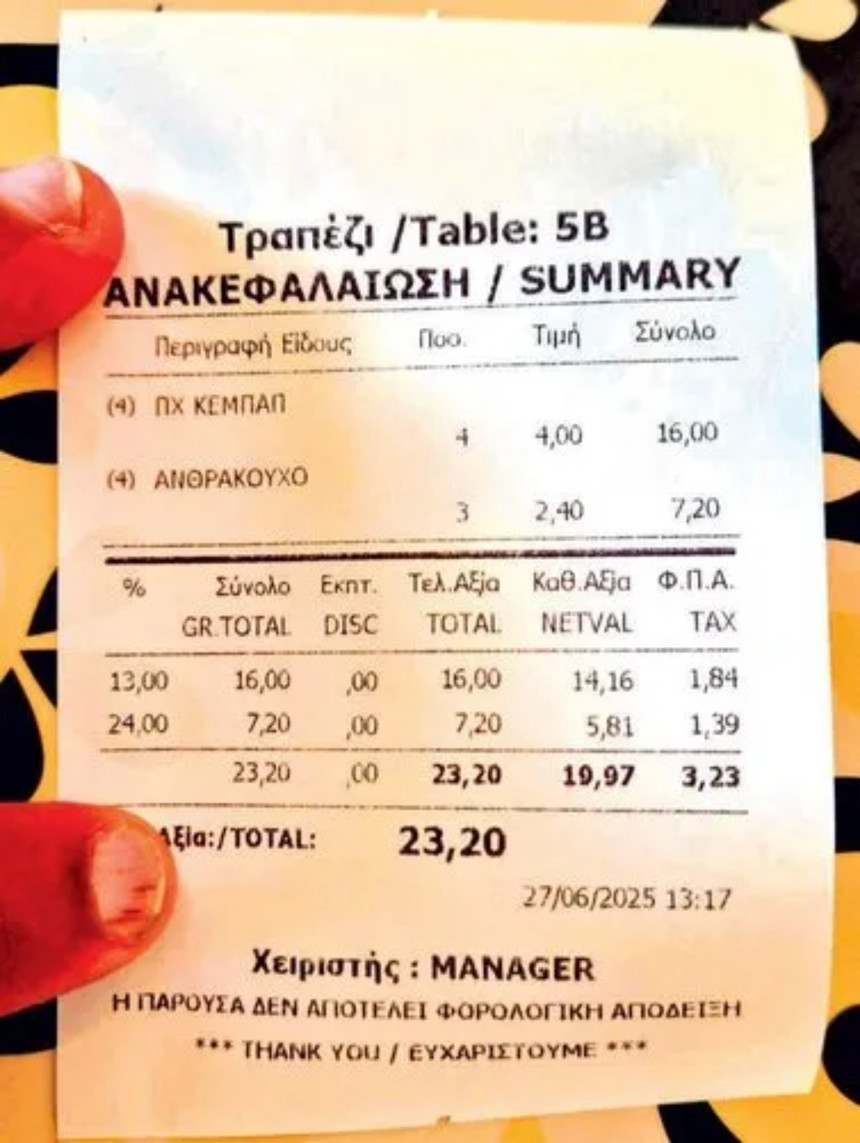 Τραπέζι /Table: 5B
ΑΝΑΚΕΦΑΛΑΙΩΣΗ / SUMMARY
Περιγραφή Είδους Ποσ. Τιμή Σύνολο
(4) ΠΧ ΚΕΜΠΑΠ
4 4,00 16,00
(4) ΑΝΘΡΑΚΟΥΧΟ
3 2,40 7,20
% Σύνολο Εκπτ. Τελ.Αξία Καθ.Αξία Φ.Π.Α.
GR.TOTAL DISC TOTAL NETVAL TAX
13,00 16,00 ,00 16,00 14,16 1,84
24,00 7,20 ,00 7,20 5,81 1,39
23,20 ,00 23,20 19,97 3,23
Αξία:/TOTAL: 23,20
27/06/2025 13:17
Χειριστής : MANAGER
Η ΠΑΡΟΥΣΑ ΔΕΝ ΑΠΟΤΕΛΕΙ ΦΟΡΟΛΟΓΙΚΗ ΑΠΟΔΕΙΞΗ
*** THANK YOU / ΕΥΧΑΡΙΣΤΟΥΜΕ ***